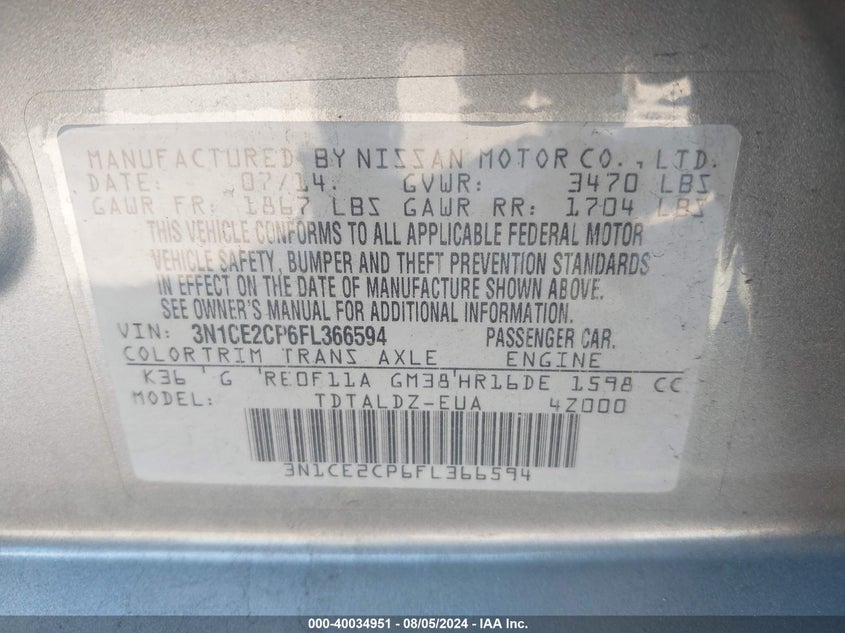 MANUFACTURED BY NISSAN MOTOR CO., LTD.
DATE: 07/14. GVWR: 3470 LBS
GAWR FR: 1867 LBS GAWR RR: 1704 LBS
THIS VEHICLE CONFORMS TO ALL APPLICABLE FEDERAL MOTOR
VEHICLE SAFETY, BUMPER AND THEFT PREVENTION STANDARDS
IN EFFECT ON THE DATE OF MANUFACTURE SHOWN ABOVE.
SEE OWNER'S MANUAL FOR ADDITIONAL INFORMATION.
VIN: 3N1CE2CP6FL366594 PASSENGER CAR.
COLORTRIM TRANS AXLE ENGINE
K36 G RE0F11A GM38 HR16DE 1598 CC
MODEL: TDTALDZ-EUA 4Z000
3N1CE2CP6FL366594
000-40034951 - 08/05/2024 - IAA Inc.